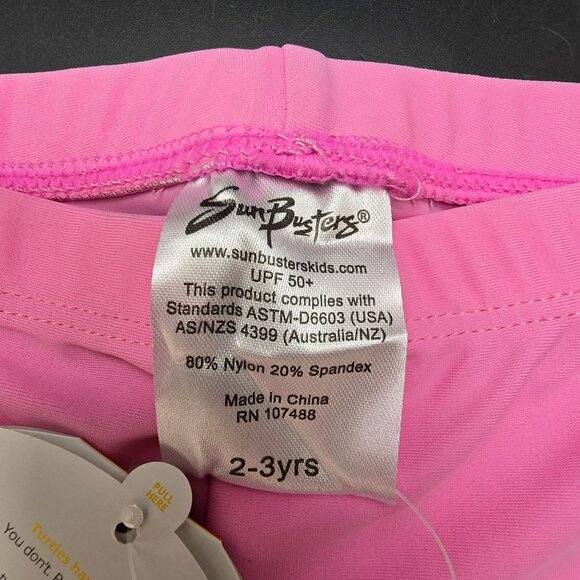 SunBusters®
www.sunbusterskids.com
UPF 50+
This product complies with
Standards ASTM-D6603 (USA)
AS/NZS 4399 (Australia/NZ)
80% Nylon 20% Spandex
Made in China
RN 107488
2-3yrs
PULL
HERE
Turtles
You don't.